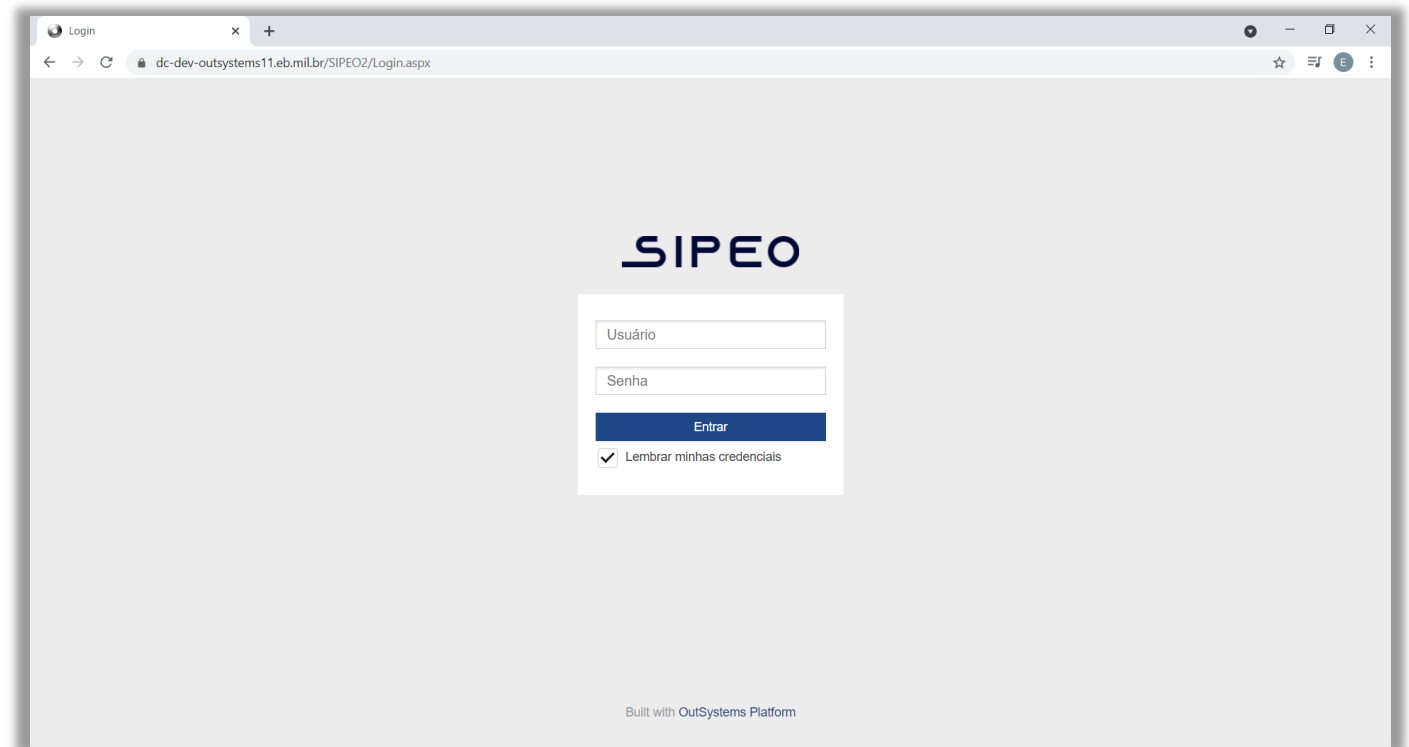 Login
dc-dev-outsystems11.eb.mil.br/SIPEO2/Login.aspx
E
SIPEO
Usuário
Senha
Entrar
Lembrar minhas credenciais
Built with OutSystems Platform